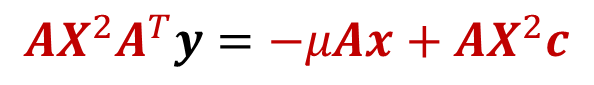 AX²Aᵀy = −μAx + AX²c